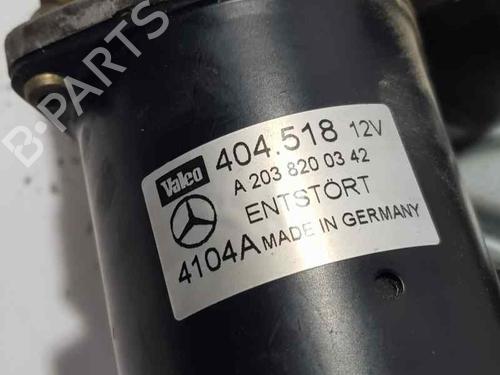 B-PARTS
Valeo 404.518 12V
A 203 820 03 42
ENTSTÖRT
4104A MADE IN GERMANY